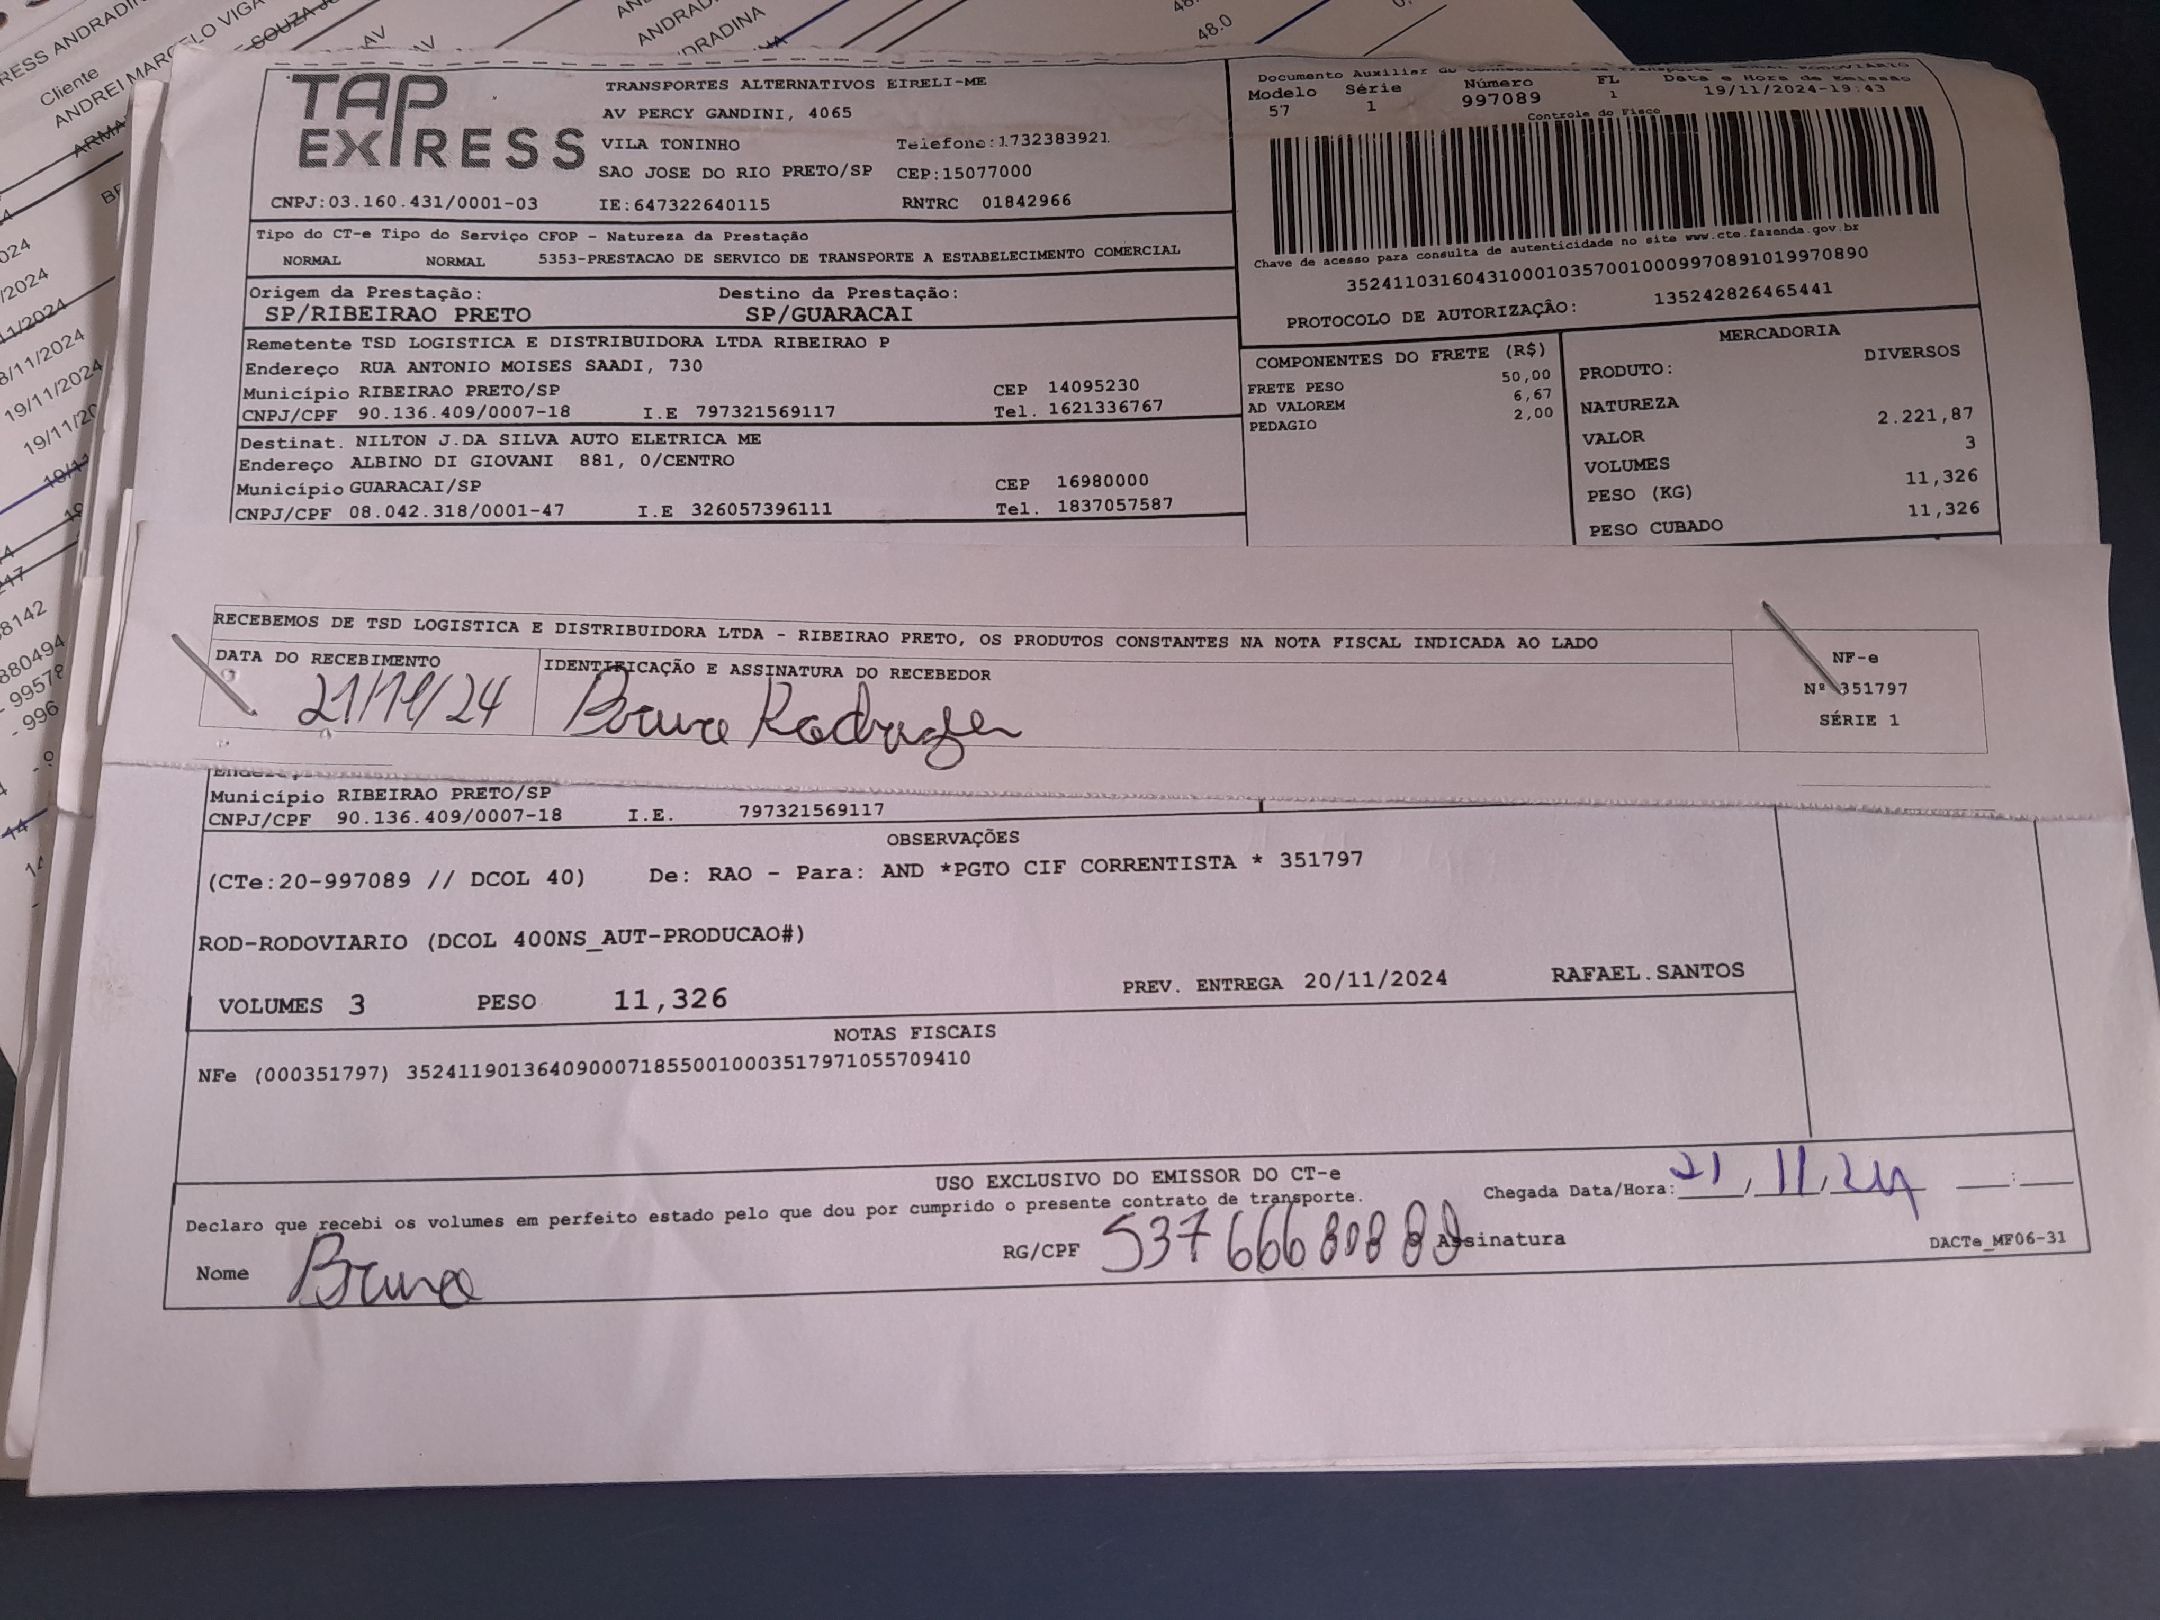 TAP EXPRESS
TRANSPORTES ALTERNATIVOS EIRELI-ME
AV PERCY GANDINI, 4065
VILA TONINHO Telefone:1732383921
SAO JOSE DO RIO PRETO/SP CEP:15077000
CNPJ:03.160.431/0001-03 IE:647322640115 RNTRC 01842966
Documento Auxiliar
Modelo Série Número FL Data e Hora de Emissão
57 1 997089 1 19/11/2024-19:43
Controle do Fisco
Chave de acesso para consulta de autenticidade no site www.cte.fazenda.gov.br
35241103160431000103570010009970891019970890
PROTOCOLO DE AUTORIZAÇÃO: 135242826465441
Tipo do CT-e Tipo do Serviço CFOP - Natureza da Prestação
NORMAL NORMAL 5353-PRESTACAO DE SERVICO DE TRANSPORTE A ESTABELECIMENTO COMERCIAL
Origem da Prestação: Destino da Prestação:
SP/RIBEIRAO PRETO SP/GUARACAI
Remetente TSD LOGISTICA E DISTRIBUIDORA LTDA RIBEIRAO P
Endereço RUA ANTONIO MOISES SAADI, 730
Município RIBEIRAO PRETO/SP CEP 14095230
CNPJ/CPF 90.136.409/0007-18 I.E 797321569117 Tel. 1621336767
Destinat. NILTON J.DA SILVA AUTO ELETRICA ME
Endereço ALBINO DI GIOVANI 881, 0/CENTRO
Município GUARACAI/SP CEP 16980000
CNPJ/CPF 08.042.318/0001-47 I.E 326057396111 Tel. 1837057587
COMPONENTES DO FRETE (R$)
FRETE PESO 50,00
AD VALOREM 6,67
PEDAGIO 2,00
MERCADORIA
PRODUTO: DIVERSOS
NATUREZA
VALOR 2.221,87
VOLUMES 3
PESO (KG) 11,326
PESO CUBADO 11,326
RECEBEMOS DE TSD LOGISTICA E DISTRIBUIDORA LTDA - RIBEIRAO PRETO, OS PRODUTOS CONSTANTES NA NOTA FISCAL INDICADA AO LADO
DATA DO RECEBIMENTO IDENTIFICAÇÃO E ASSINATURA DO RECEBEDOR
21/11/24 Bruno Rodrigues
NF-e
Nº 351797
SÉRIE 1
Município RIBEIRAO PRETO/SP
CNPJ/CPF 90.136.409/0007-18 I.E. 797321569117
OBSERVAÇÕES
(CTe:20-997089 // DCOL 40) De: RAO - Para: AND *PGTO CIF CORRENTISTA * 351797
ROD-RODOVIARIO (DCOL 400NS_AUT-PRODUCAO#)
VOLUMES 3 PESO 11,326 PREV. ENTREGA 20/11/2024 RAFAEL.SANTOS
NOTAS FISCAIS
NFe (000351797) 35241190136409000718550010003517971055709410
USO EXCLUSIVO DO EMISSOR DO CT-e
Declaro que recebi os volumes em perfeito estado pelo que dou por cumprido o presente contrato de transporte. Chegada Data/Hora: 21/11/24 __:__
Nome Bruno RG/CPF 53766680880 Assinatura
DACTe_MF06-31